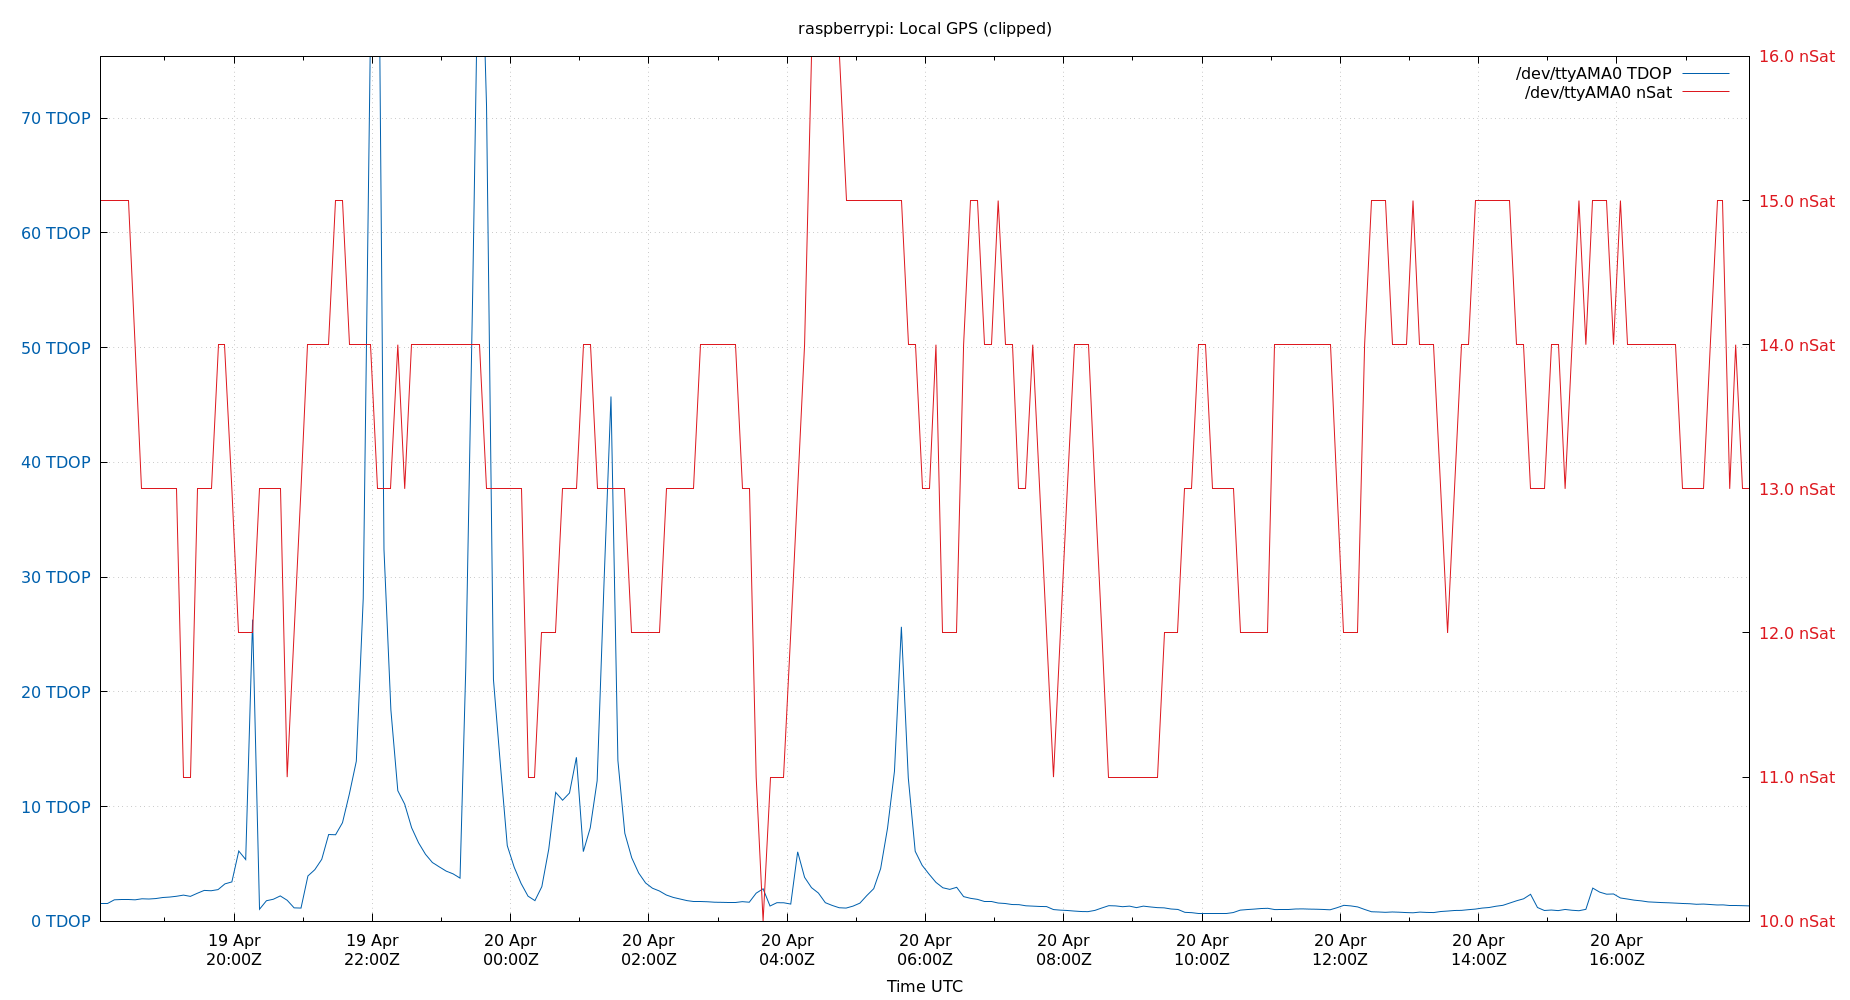 raspberrypi: Local GPS (clipped)
16.0 nSat
/dev/ttyAMA0 TDOP
/dev/ttyAMA0 nSat
70 TDOP
15.0 nSat
60 TDOP
50 TDOP
14.0 nSat
40 TDOP
13.0 nSat
30 TDOP
12.0 nSat
20 TDOP
11.0 nSat
10 TDOP
0 TDOP
10.0 nSat
19 Apr
20:00Z
19 Apr
22:00Z
20 Apr
00:00Z
20 Apr
02:00Z
20 Apr
04:00Z
20 Apr
06:00Z
20 Apr
08:00Z
20 Apr
10:00Z
20 Apr
12:00Z
20 Apr
14:00Z
20 Apr
16:00Z
Time UTC